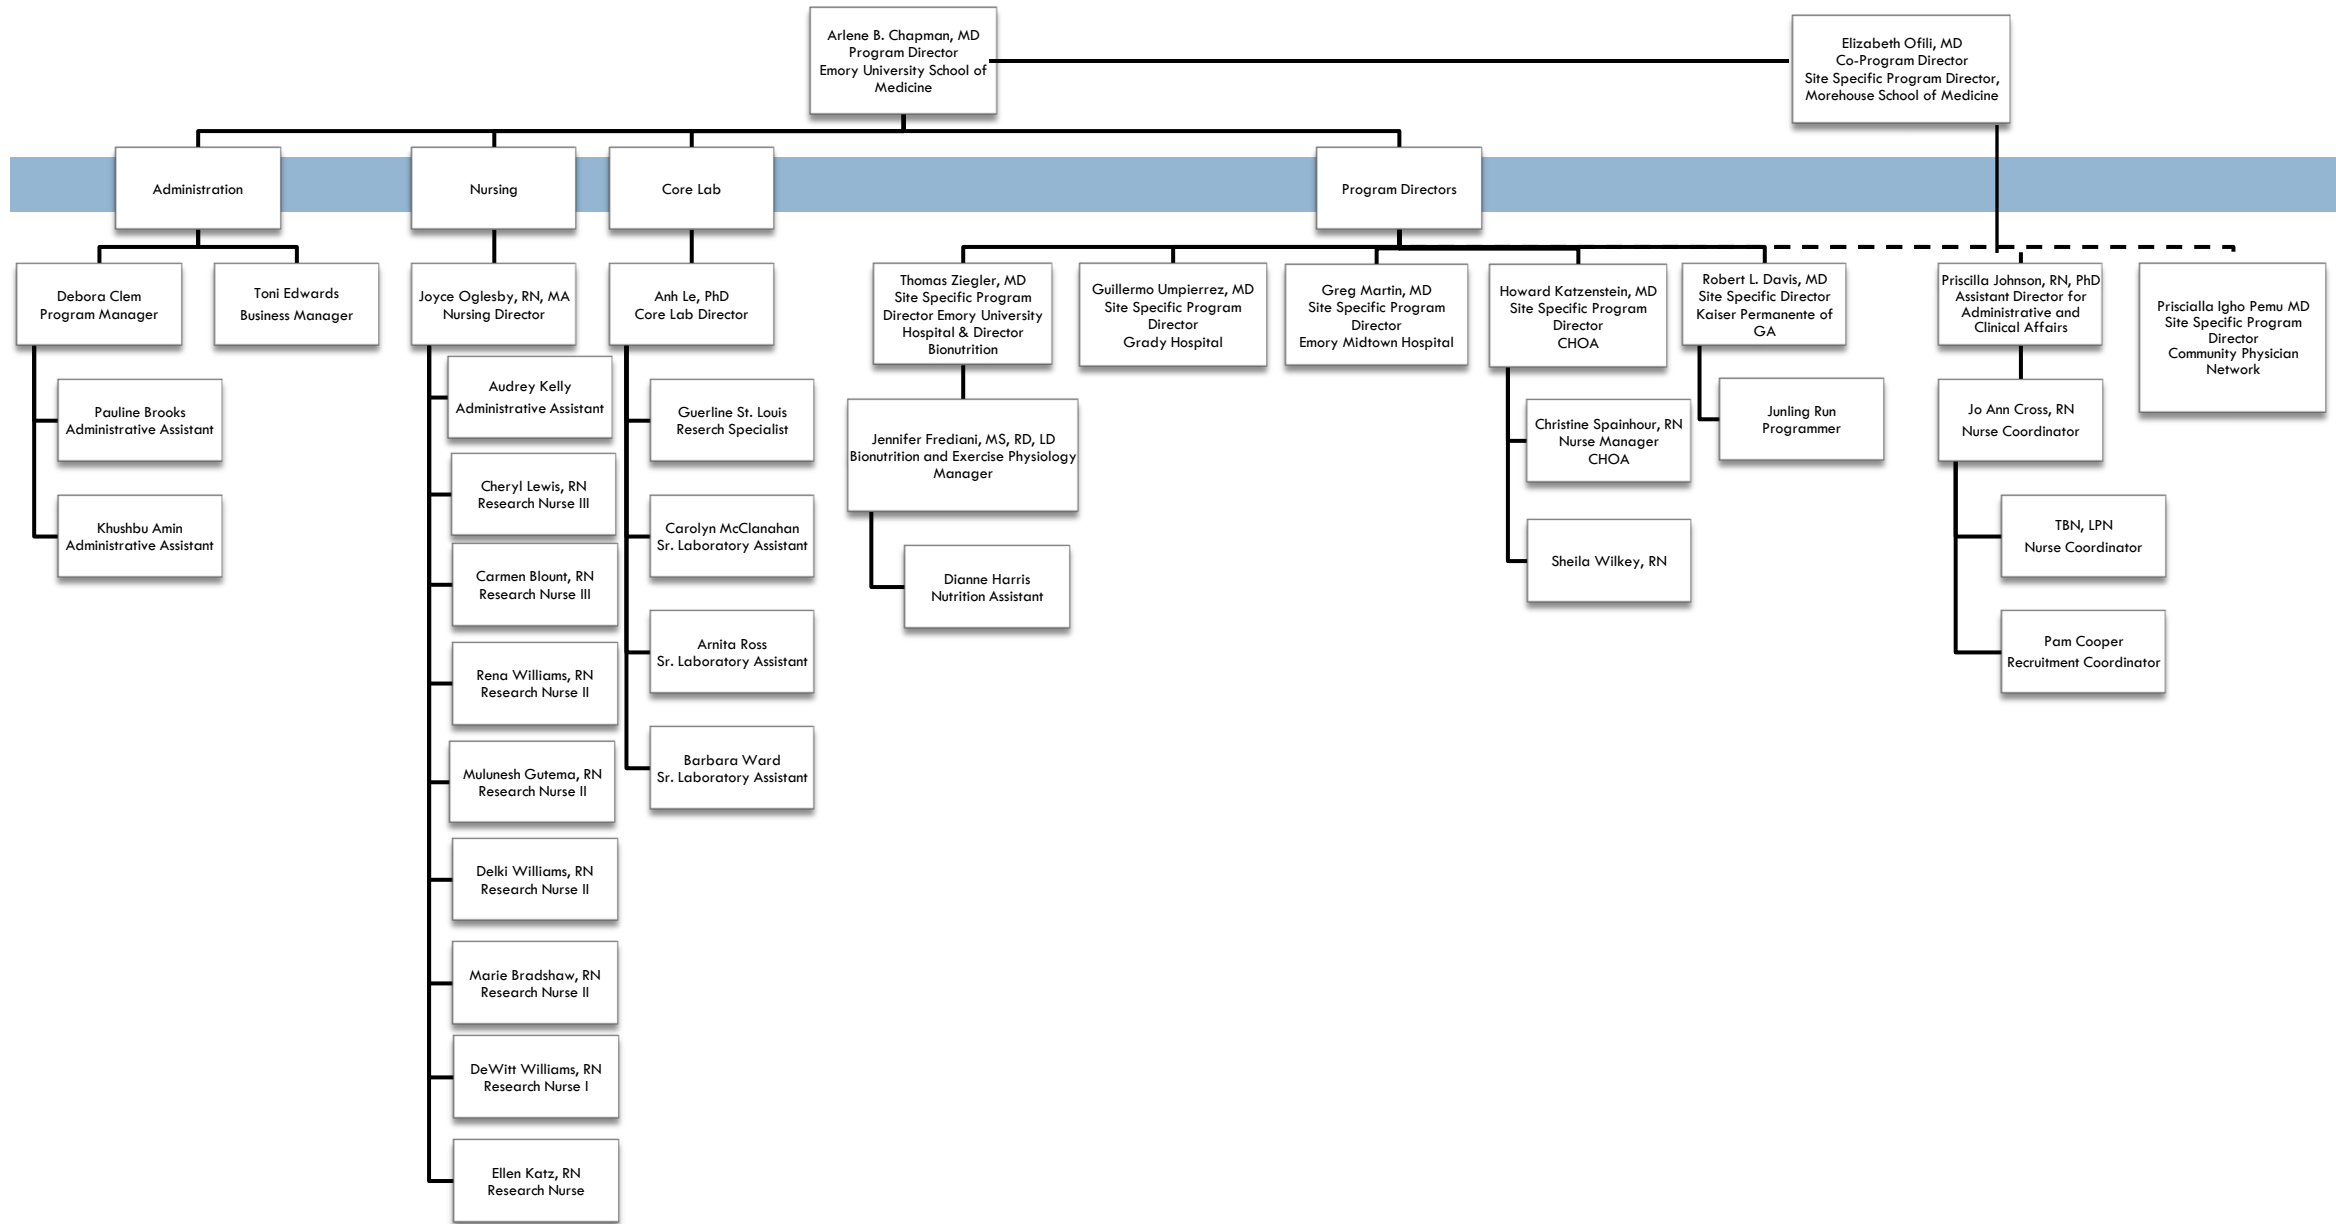 Arlene B. Chapman, MD
Program Director
Emory University School of
Medicine
Elizabeth Ofili, MD
Co-Program Director
Site Specific Program Director,
Morehouse School of Medicine
Administration
Nursing
Core Lab
Program Directors
Debora Clem
Program Manager
Toni Edwards
Business Manager
Pauline Brooks
Administrative Assistant
Khushbu Amin
Administrative Assistant
Joyce Oglesby, RN, MA
Nursing Director
Audrey Kelly
Administrative Assistant
Cheryl Lewis, RN
Research Nurse III
Carmen Blount, RN
Research Nurse III
Rena Williams, RN
Research Nurse II
Mulunesh Gutema, RN
Research Nurse II
Delki Williams, RN
Research Nurse II
Marie Bradshaw, RN
Research Nurse II
DeWitt Williams, RN
Research Nurse I
Ellen Katz, RN
Research Nurse
Anh Le, PhD
Core Lab Director
Guerline St. Louis
Reserch Specialist
Carolyn McClanahan
Sr. Laboratory Assistant
Arnita Ross
Sr. Laboratory Assistant
Barbara Ward
Sr. Laboratory Assistant
Thomas Ziegler, MD
Site Specific Program
Director Emory University
Hospital & Director
Bionutrition
Jennifer Frediani, MS, RD, LD
Bionutrition and Exercise Physiology
Manager
Dianne Harris
Nutrition Assistant
Guillermo Umpierrez, MD
Site Specific Program
Director
Grady Hospital
Greg Martin, MD
Site Specific Program
Director
Emory Midtown Hospital
Howard Katzenstein, MD
Site Specific Program
Director
CHOA
Christine Spainhour, RN
Nurse Manager
CHOA
Sheila Wilkey, RN
Robert L. Davis, MD
Site Specific Director
Kaiser Permanente of
GA
Junling Run
Programmer
Priscilla Johnson, RN, PhD
Assistant Director for
Administrative and
Clinical Affairs
Jo Ann Cross, RN
Nurse Coordinator
TBN, LPN
Nurse Coordinator
Pam Cooper
Recruitment Coordinator
Priscialla Igho Pemu MD
Site Specific Program
Director
Community Physician
Network